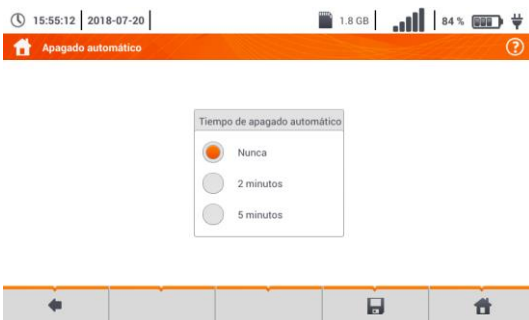 15:55:12 2018-07-20 1.8 GB 84 %
Apagado automático ?
Tiempo de apagado automático
Nunca
2 minutos
5 minutos